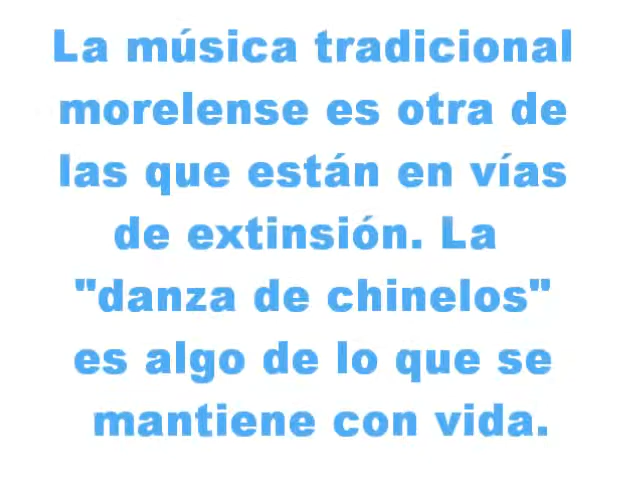 La música tradicional
morelense es otra de
las que están en vías
de extinsión. La
"danza de chinelos"
es algo de lo que se
mantiene con vida.